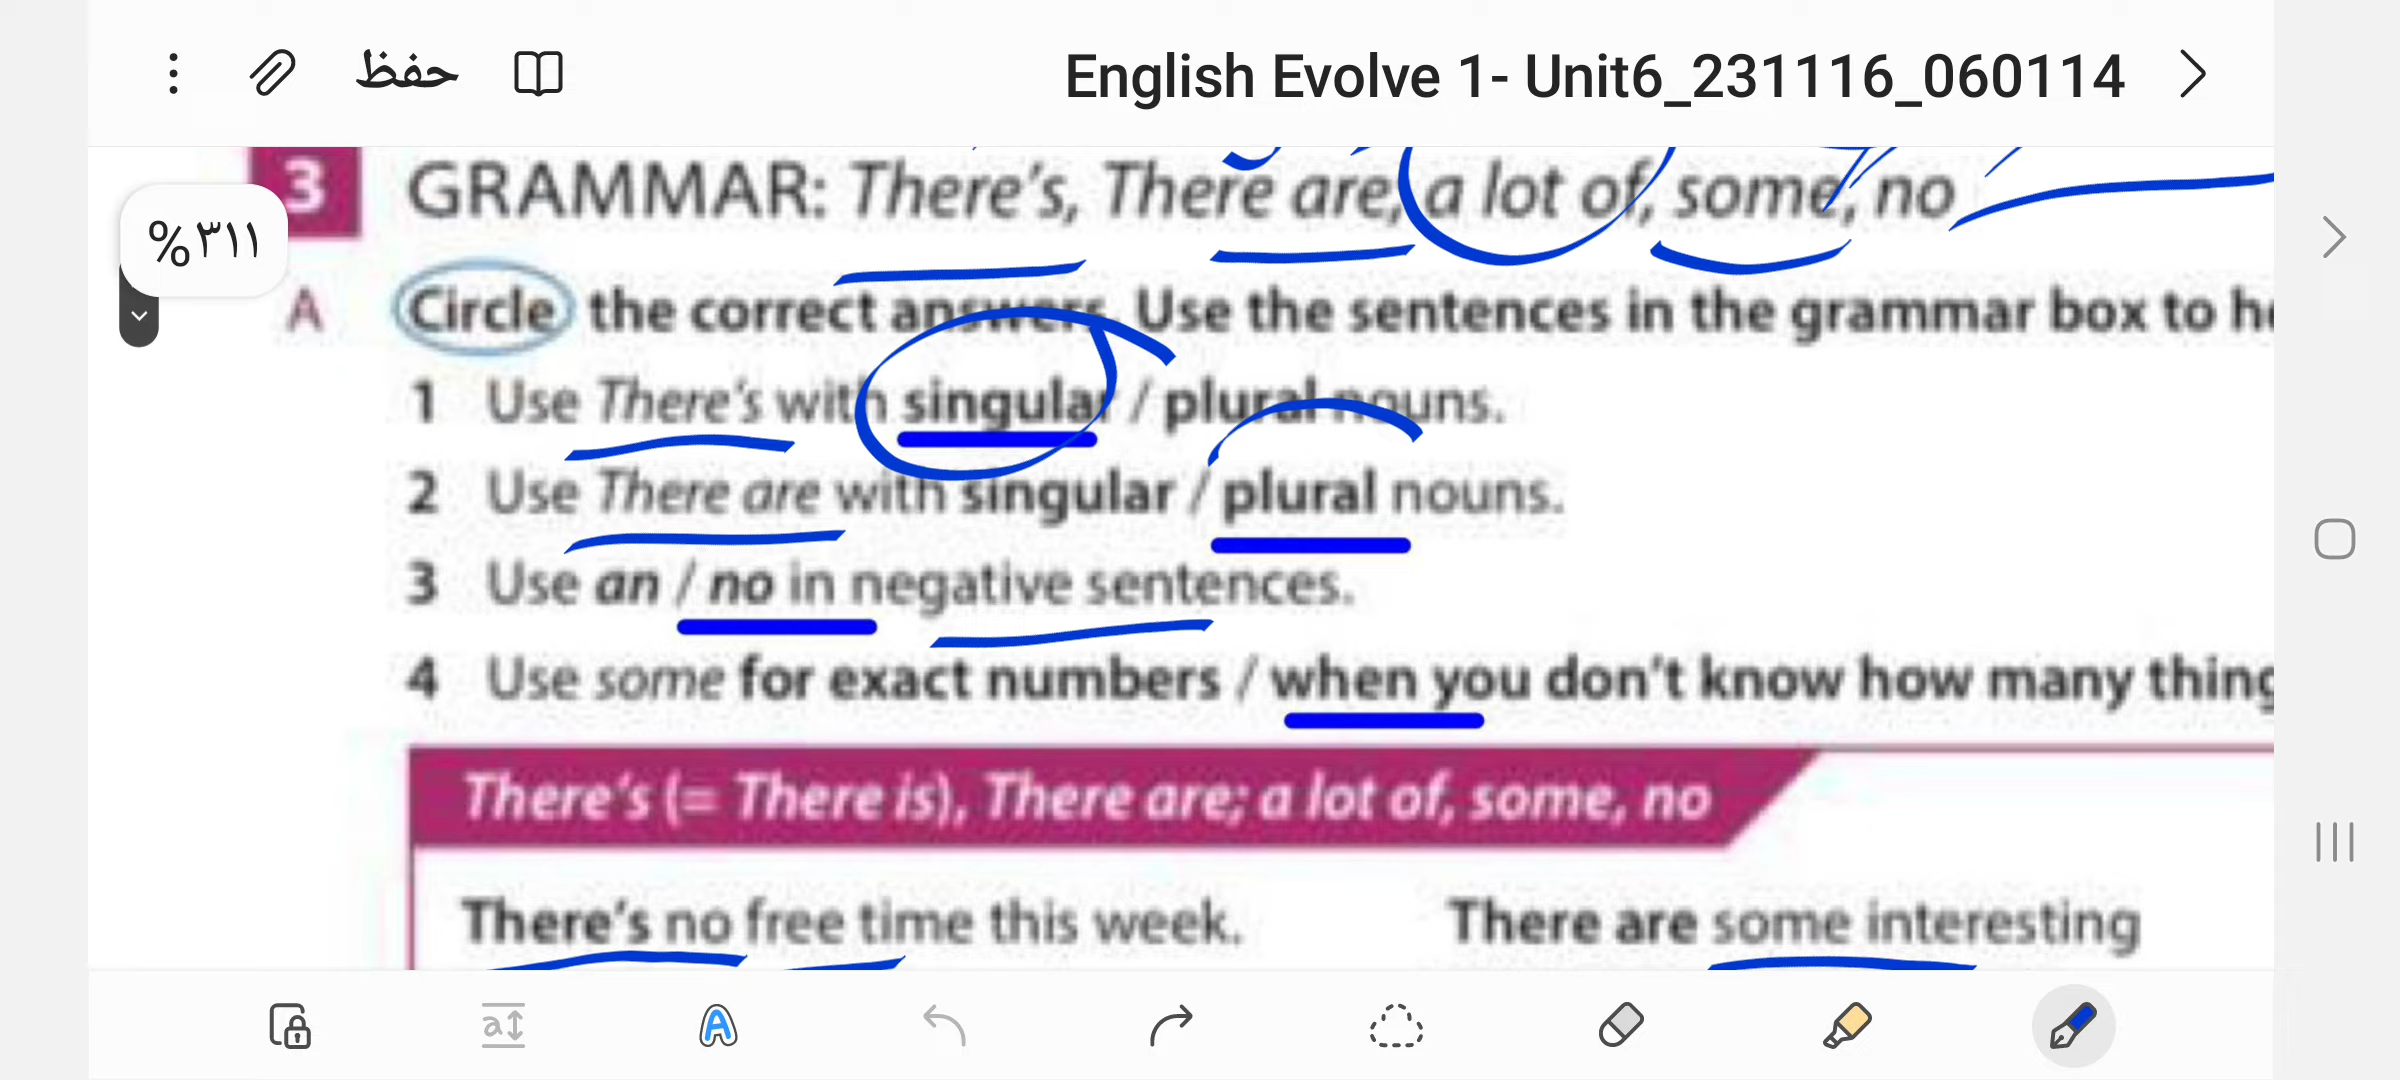 حفظ
English Evolve 1- Unit6_231116_060114
3 GRAMMAR: There's, There are, a lot of, some, no
%٣١١
A Circle the correct answers. Use the sentences in the grammar box to
1 Use There's with singular / plural nouns.
2 Use There are with singular / plural nouns.
3 Use an / no in negative sentences.
4 Use some for exact numbers / when you don't know how many
There's (= There is), There are; a lot of, some, no
There's no free time this week. There are some interesting
a
A